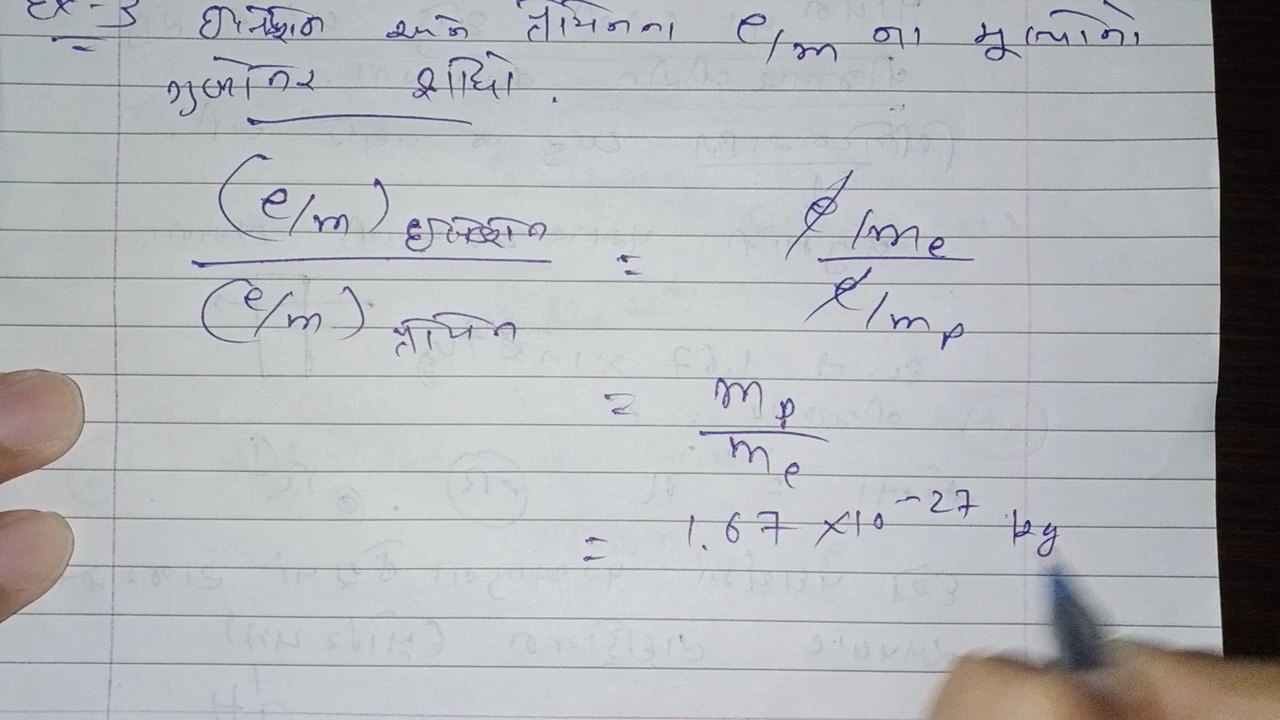 Ex-3 ઇલેક્ટ્રોન અને પ્રોટોનના e/m ના મૂલ્યોનો
ગુણોત્તર શોધો.
(e/m) ઇલેક્ટ્રોન / (e/m) પ્રોટોન = e/me / e/mp
= mp / me
= 1.67 ×10⁻²⁷ kg